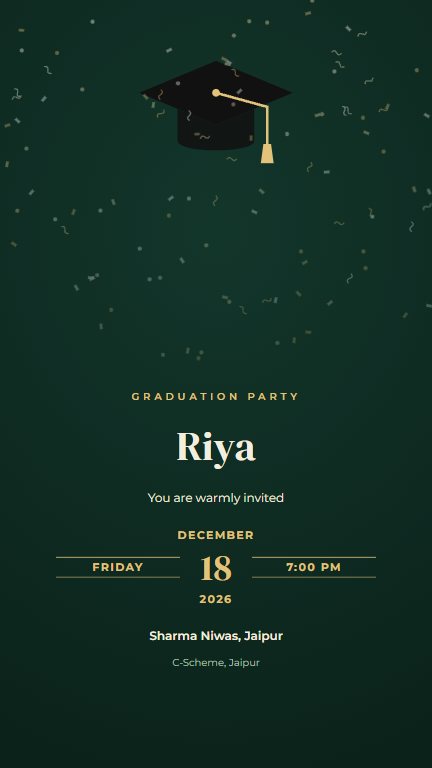 GRADUATION PARTY
Riya
You are warmly invited
DECEMBER
FRIDAY 18 7:00 PM
2026
Sharma Niwas, Jaipur
C-Scheme, Jaipur